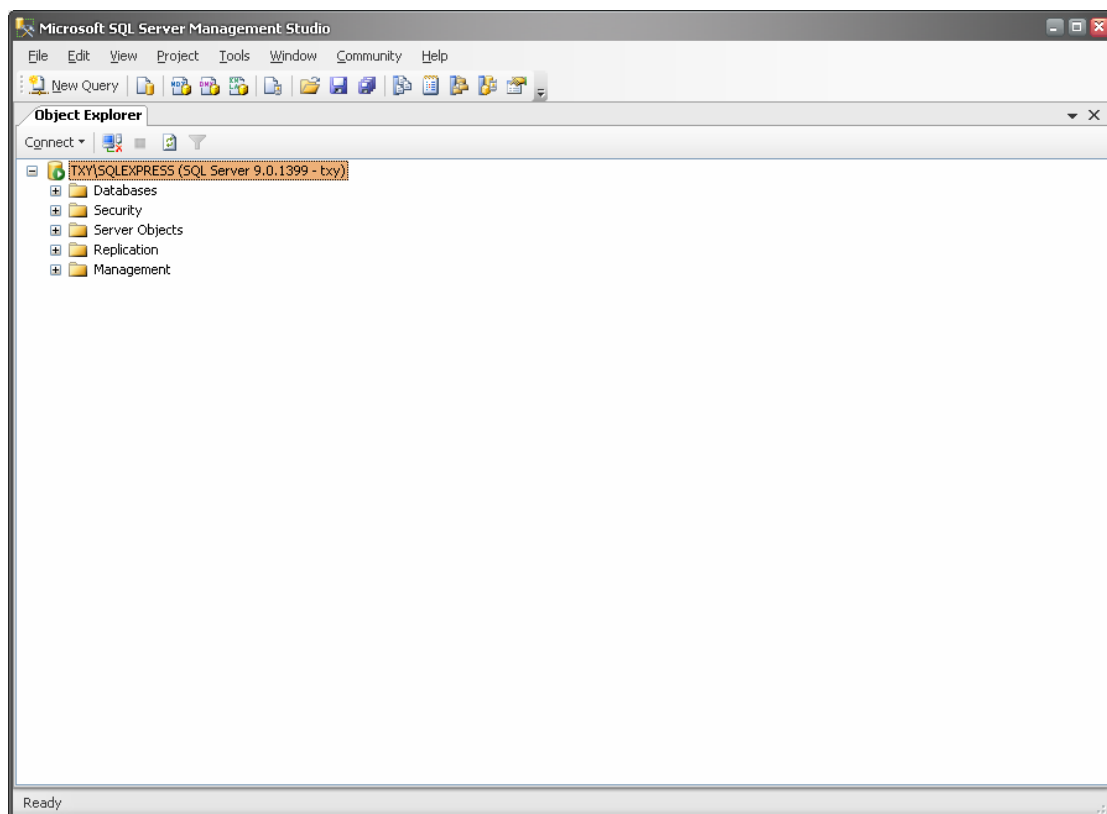 Microsoft SQL Server Management Studio
File Edit View Project Tools Window Community Help
New Query
Object Explorer
Connect
TXY\SQLEXPRESS (SQL Server 9.0.1399 - txy)
Databases
Security
Server Objects
Replication
Management
Ready